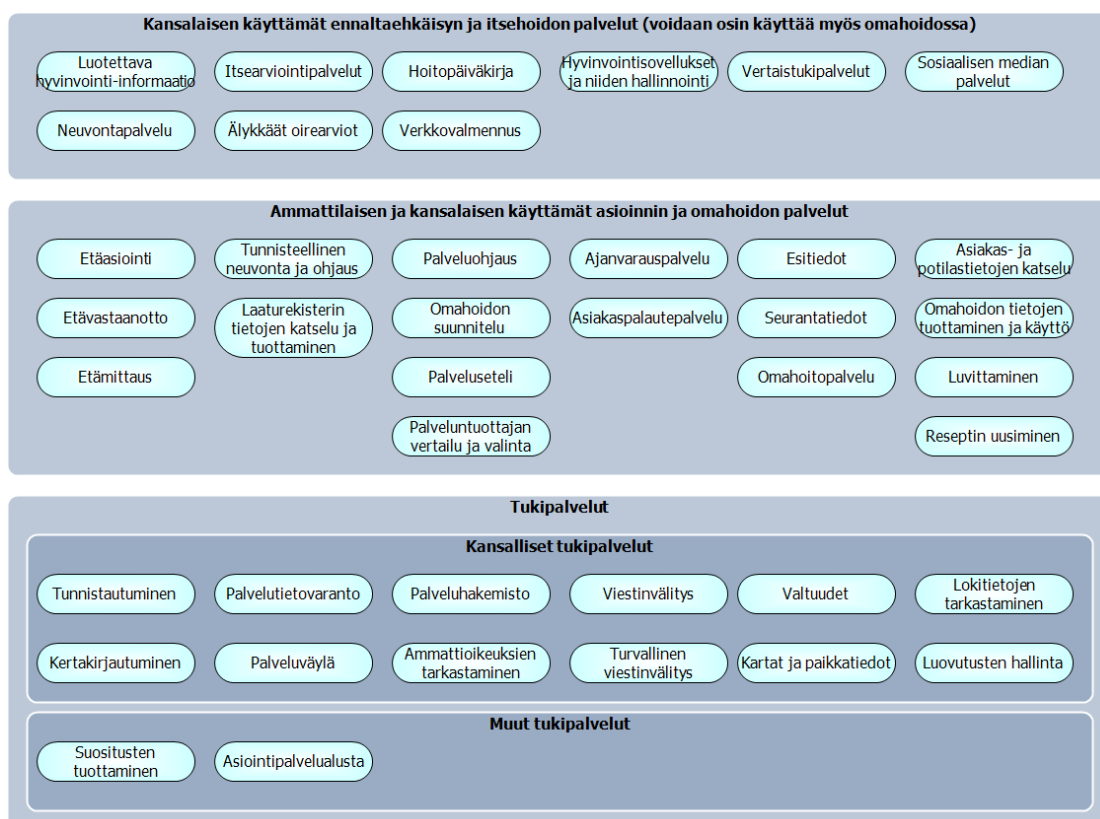 Kansalaisen käyttämät ennaltaehkäisyn ja itsehoidon palvelut (voidaan osin käyttää myös omahoidossa)
Luotettava
hyvinvointi-informaatio
Itsearviointipalvelut
Hoitopäiväkirja
Hyvinvointisovellukset
ja niiden hallinnointi
Vertaistukipalvelut
Sosiaalisen median
palvelut
Neuvontapalvelu
Älykkäät oirearviot
Verkkovalmennus
Ammattilaisen ja kansalaisen käyttämät asioinnin ja omahoidon palvelut
Etäasiointi
Tunnisteellinen
neuvonta ja ohjaus
Palveluohjaus
Ajanvarauspalvelu
Esitiedot
Asiakas- ja
potilastietojen katselu
Etävastaanotto
Laaturekisterin
tietojen katselu ja
tuottaminen
Omahoidon
suunnitelu
Asiakaspalautepalvelu
Seurantatiedot
Omahoidon tietojen
tuottaminen ja käyttö
Etämittaus
Palveluseteli
Omahoitopalvelu
Luvittaminen
Palveluntuottajan
vertailu ja valinta
Reseptin uusiminen
Tukipalvelut
Kansalliset tukipalvelut
Tunnistautuminen
Palvelutietovaranto
Palveluhakemisto
Viestinvälitys
Valtuudet
Lokitietojen
tarkastaminen
Kertakirjautuminen
Palveluväylä
Ammattioikeuksien
tarkastaminen
Turvallinen
viestinvälitys
Kartat ja paikkatiedot
Luovutusten hallinta
Muut tukipalvelut
Suositusten
tuottaminen
Asiointipalvelualusta